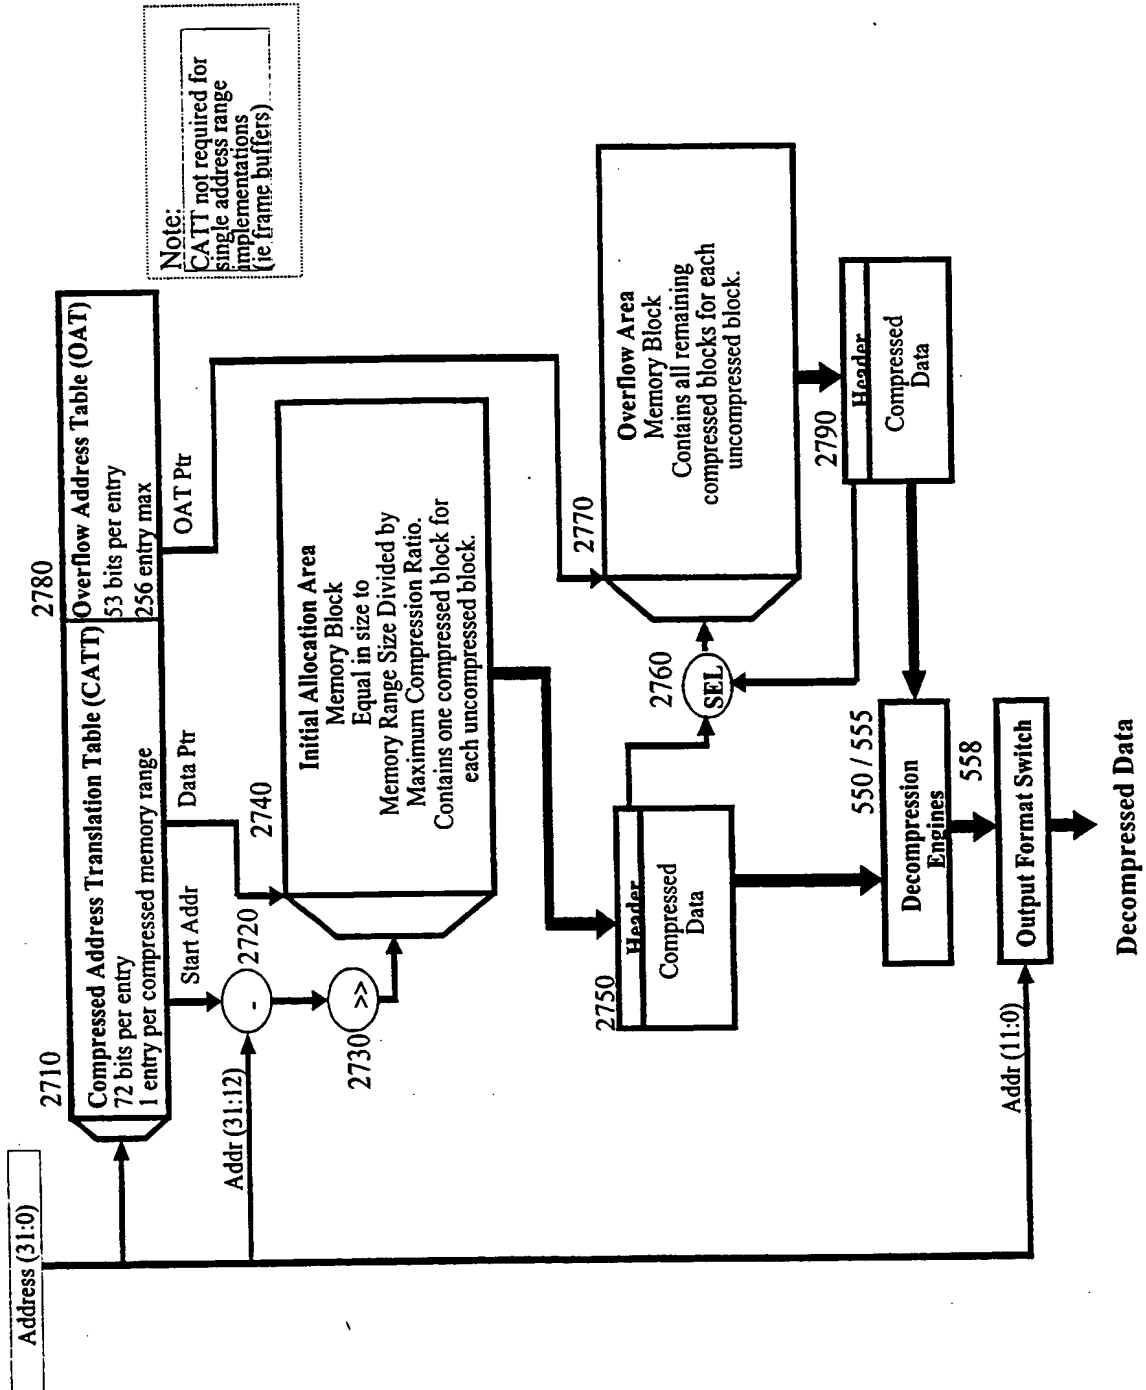 Address (31:0)
2710
Compressed Address Translation Table (CATT)
72 bits per entry
1 entry per compressed memory range
2780
Overflow Address Table (OAT)
53 bits per entry
256 entry max
Note:
CATT not required for
single address range
implementations
(ie frame buffers)
Start Addr
Data Ptr
OAT Ptr
Addr (31:12)
-
2720
>>
2730
2740
Initial Allocation Area
Memory Block
Equal in size to
Memory Range Size Divided by
Maximum Compression Ratio.
Contains one compressed block for
each uncompressed block.
2770
Overflow Area
Memory Block
Contains all remaining
compressed blocks for each
uncompressed block.
2750
Header
Compressed
Data
2760
SEL
2790
Header
Compressed
Data
550 / 555
Decompression
Engines
558
Addr (11:0)
Output Format Switch
Decompressed Data